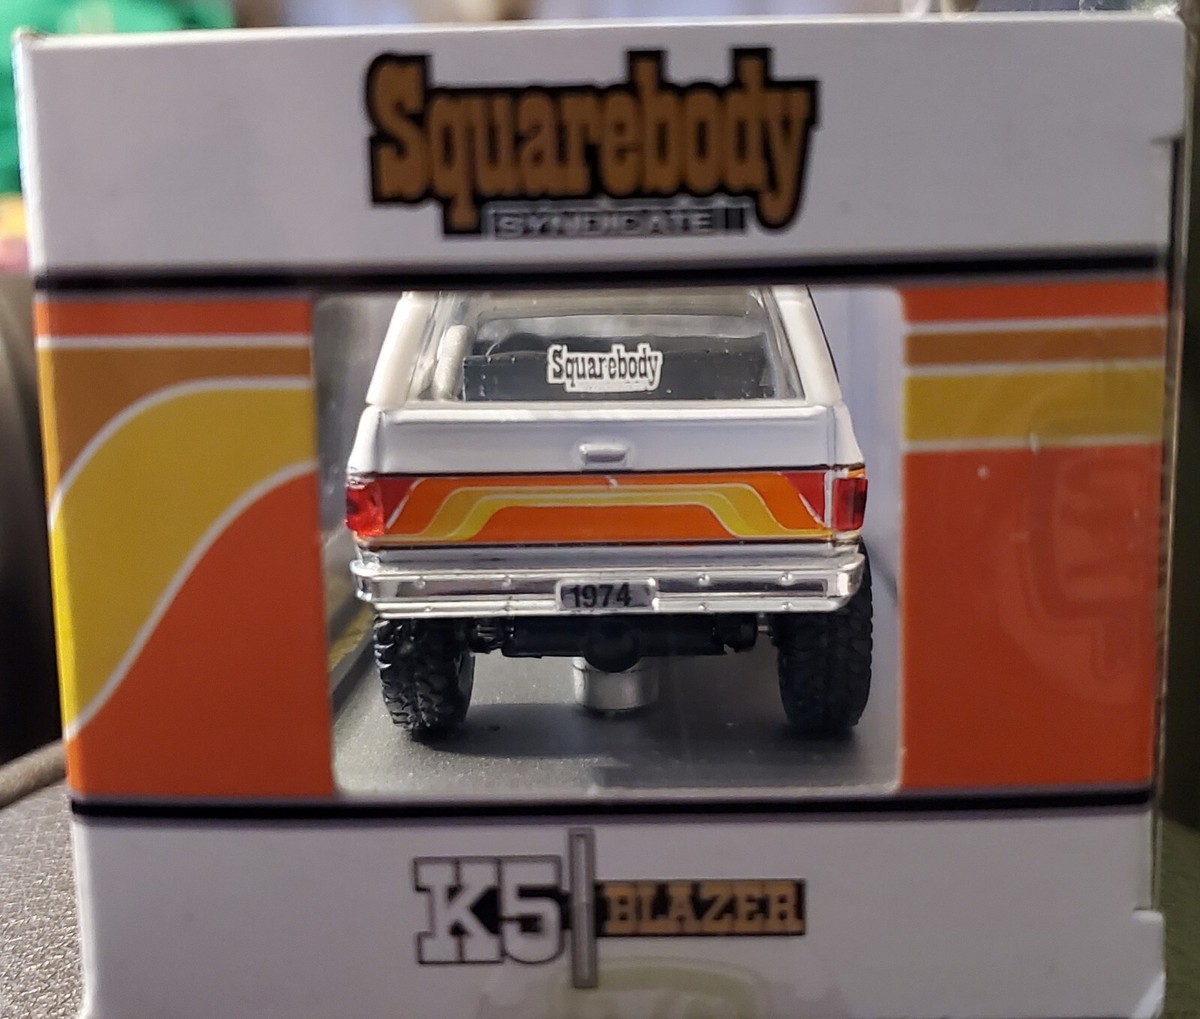 Squarebody
SYNDICATE
Squarebody
1974
K5 BLAZER